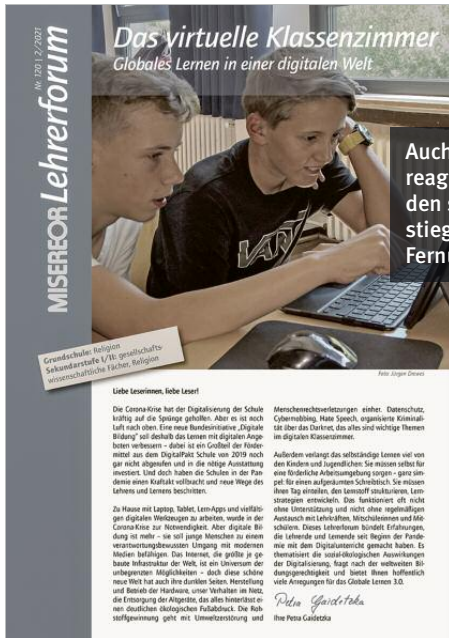 Nr. 120 | 2/2021
MISEREOR Lehrerforum
Das virtuelle Klassenzimmer
Globales Lernen in einer digitalen Welt
Auch
reag
den s
stieg
Fernu
VANS
Grundschule: Religion
Sekundarstufe I/II: gesellschafts-
wissenschaftliche Fächer, Religion
Foto: Jürgen Drewes
Liebe Leserinnen, liebe Leser!
Die Corona-Krise hat der Digitalisierung der Schule
kräftig auf die Sprünge geholfen. Aber es ist noch
Luft nach oben. Eine neue Bundesinitiative „Digitale
Bildung“ soll deshalb das Lernen mit digitalen Ange-
boten verbessern – dabei ist ein Großteil der Förder-
mittel aus dem DigitalPakt Schule von 2019 noch
gar nicht abgerufen und in die nötige Ausstattung
investiert. Und doch haben die Schulen in der Pan-
demie einen Kraftakt vollbracht und neue Wege des
Lehrens und Lernens beschritten.
Zu Hause mit Laptop, Tablet, Lern-Apps und vielfälti-
gen digitalen Werkzeugen zu arbeiten, wurde in der
Corona-Krise zur Notwendigkeit. Aber digitale Bil-
dung ist mehr – sie soll junge Menschen zu einem
verantwortungsbewussten Umgang mit modernen
Medien befähigen. Das Internet, die größte je ge-
baute Infrastruktur der Welt, ist ein Universum der
unbegrenzten Möglichkeiten – doch diese schöne
neue Welt hat auch ihre dunklen Seiten. Herstellung
und Betrieb der Hardware, unser Verhalten im Netz,
die Entsorgung der Altgeräte, das alles hinterlässt ei-
nen deutlichen ökologischen Fußabdruck. Die Roh-
stoffgewinnung geht mit Umweltzerstörung und
Menschenrechtsverletzungen einher. Datenschutz,
Cybermobbing, Hate Speech, organisierte Kriminali-
tät über das Darknet, das alles sind wichtige Themen
im digitalen Klassenzimmer.
Außerdem verlangt das selbständige Lernen viel von
den Kindern und Jugendlichen: Sie müssen selbst für
eine förderliche Arbeitsumgebung sorgen – ganz sim-
pel: für einen aufgeräumten Schreibtisch. Sie müssen
ihren Tag einteilen, den Lernstoff strukturieren, Lern-
strategien entwickeln. Das funktioniert oft nicht
ohne Unterstützung und nicht ohne regelmäßigen
Austausch mit Lehrkräften, Mitschülerinnen und Mit-
schülern. Dieses Lehrerforum bündelt Erfahrungen,
die Lehrende und Lernende seit Beginn der Pande-
mie mit dem Digitalunterricht gemacht haben. Es
thematisiert die sozial-ökologischen Auswirkungen
der Digitalisierung, fragt nach der weltweiten Bil-
dungsgerechtigkeit und bietet Ihnen hoffentlich
viele Anregungen für das Globale Lernen 3.0.
Petra Gaidetzka
Ihre Petra Gaidetzka